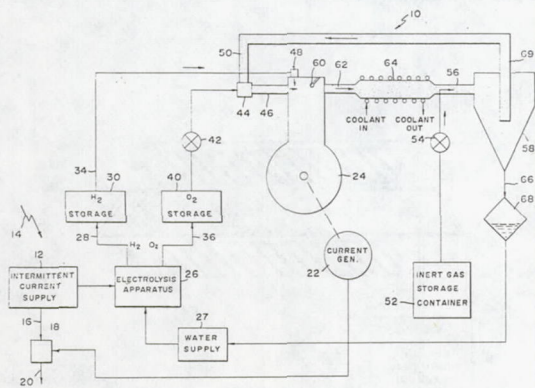 10
50
48
60
62
64
56
69
44
46
COOLANT IN
COOLANT OUT
54
58
34
42
24
66
30
H2 STORAGE
40
O2 STORAGE
68
14
28
H2
O2
36
12
INTERMITTENT CURRENT SUPPLY
ELECTROLYSIS APPARATUS
26
CURRENT GEN.
22
INERT GAS STORAGE CONTAINER
52
16
18
27
WATER SUPPLY
20